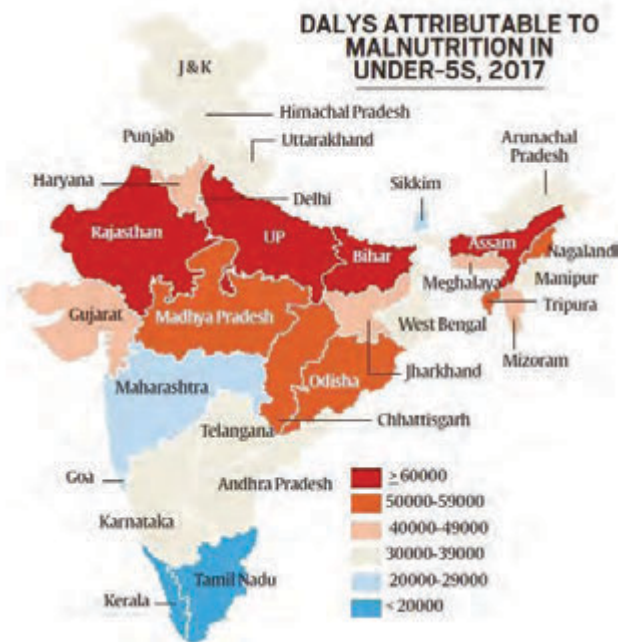 DALYS ATTRIBUTABLE TO
MALNUTRITION IN
UNDER-5S, 2017
J & K
Himachal Pradesh
Punjab
Uttarakhand
Arunachal
Pradesh
Haryana
Delhi
Sikkim
Rajasthan
UP
Bihar
Assam
Nagalandi
Meghalaya
Manipur
Gujarat
Madhya Pradesh
West Bengal
Tripura
Jharkhand
Mizoram
Maharashtra
Odisha
Chhattisgarh
Telangana
Goa
Andhra Pradesh
Karnataka
Tamil Nadu
Kerala
≥ 60000
50000-59000
40000-49000
30000-39000
20000-29000
< 20000